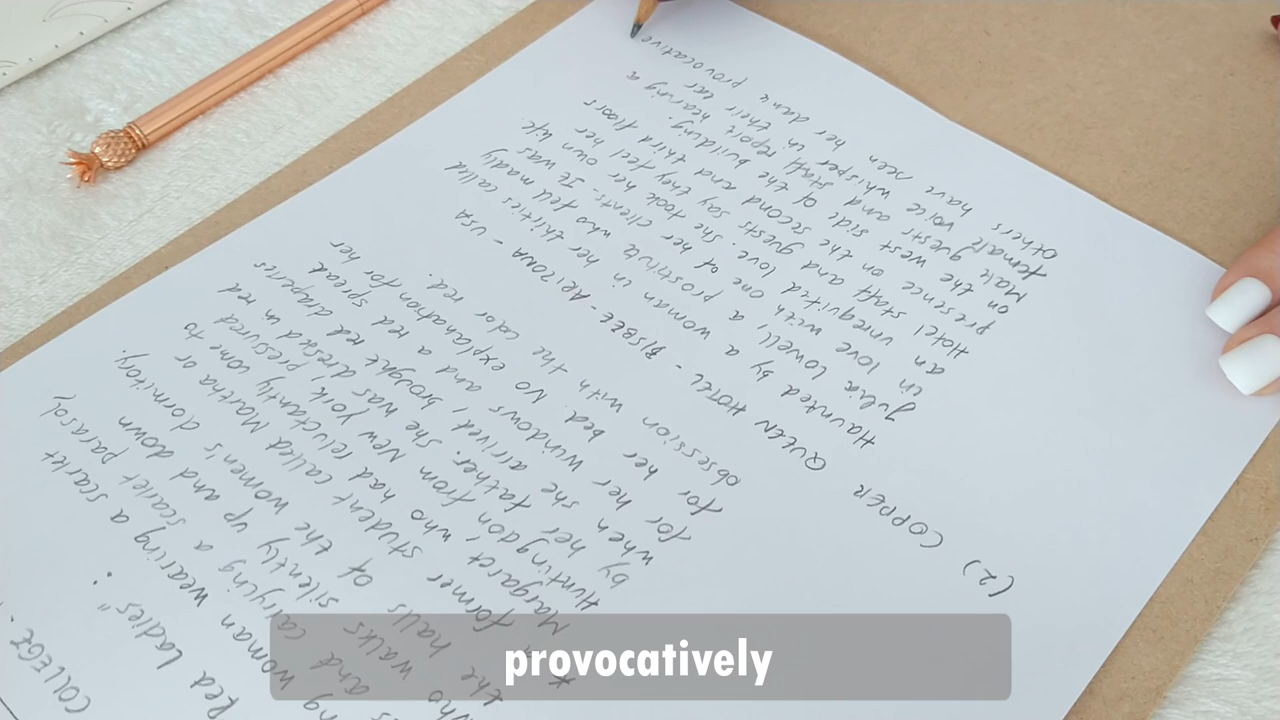 COLLEGE
Red Ladies" :
woman wearing a scarlet
and carrying a scarlet parasol,
who walks silently up and down
the halls of the women's dormitory.
* A former student called Martha or
Margaret, who had reluctantly come to
Huntingdon from New York, pressured
by her father. She was dressed in red
when she arrived, brought red draperies
for her windows and a red spread
for her bed. No explanation for her
obsession with the color red.
(2) COPPER QUEEN HOTEL - BISBEE - ARIZONA - USA
Haunted by a woman in her thirties called
Julia Lowell, a prostitute who fell madly
in love with one of her clients. It was
an unrequited love. She took her own life.
Hotel staff and guests say they feel her
presence on the second and third floors
on the west side of the building.
Male guests and staff report hearing a
female voice whisper in their ear.
Others have seen her dance provocative
provocatively